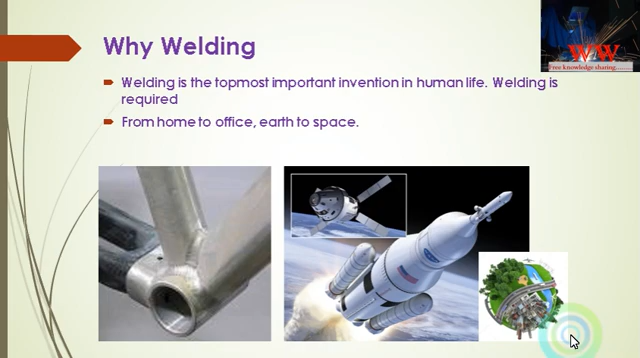 Why Welding
WW
Free knowledge sharing........
Welding is the topmost important invention in human life. Welding is
required
From home to office, earth to space.